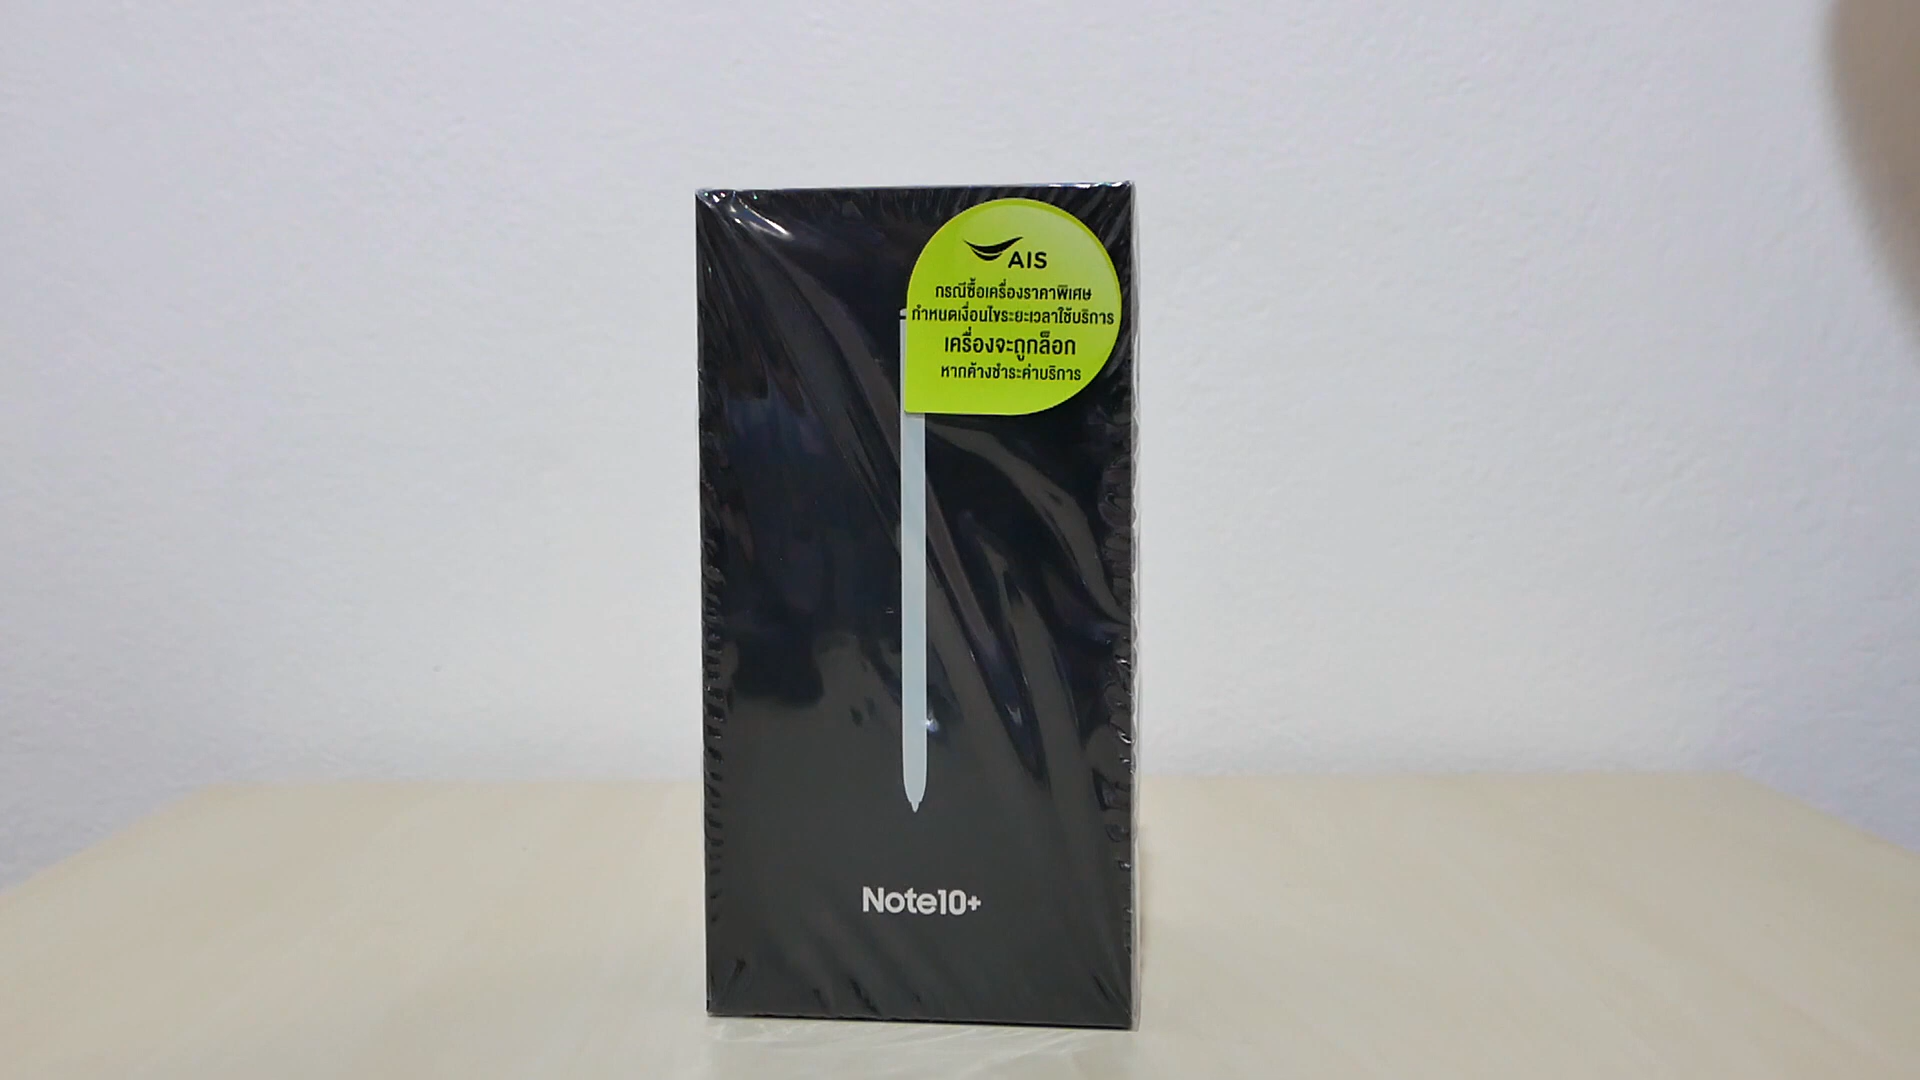 AIS
กรณีซื้อเครื่องราคาพิเศษ
กำหนดเงื่อนไขระยะเวลาใช้บริการ
เครื่องจะถูกล็อก
หากค้างชำระค่าบริการ
Note10+